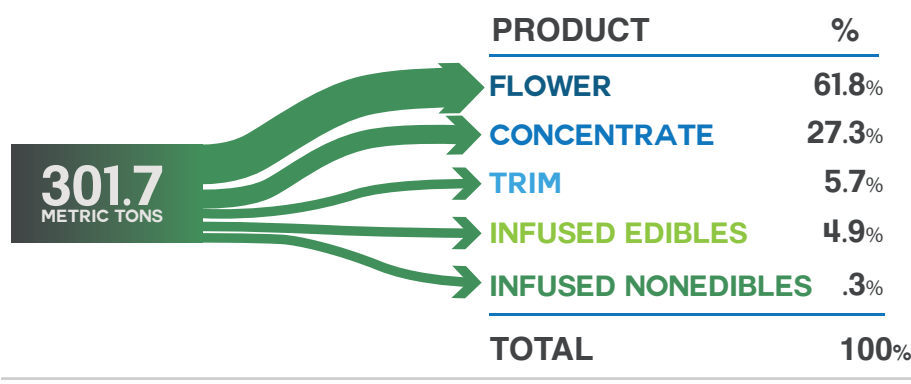 PRODUCT %
301.7
METRIC TONS
FLOWER 61.8%
CONCENTRATE 27.3%
TRIM 5.7%
INFUSED EDIBLES 4.9%
INFUSED NONEDIBLES .3%
TOTAL 100%